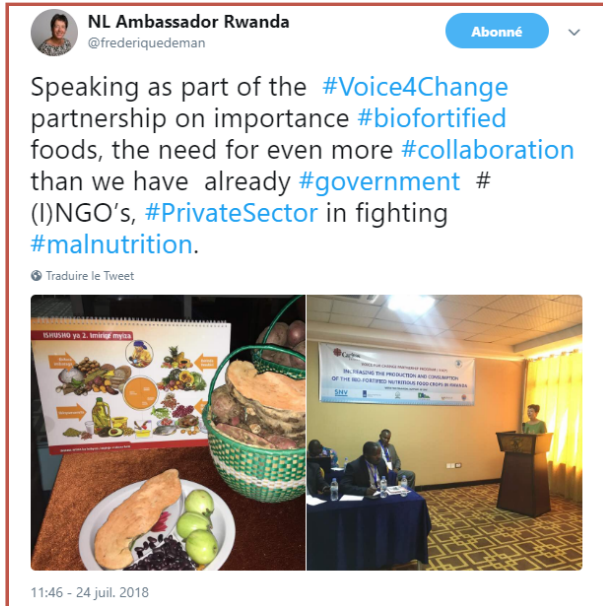 NL Ambassador Rwanda
@frederiquedeman
Abonné
Speaking as part of the #Voice4Change
partnership on importance #biofortified
foods, the need for even more #collaboration
than we have already #government #
(I)NGO's, #PrivateSector in fighting
#malnutrition.
Traduire le Tweet
ISHUSHO ya 2. Imirire myiza
Caritas
THE PRODUCTION AND CONSUMPTION
OF THE BIO-FORTIFIED NUTRITIOUS FOOD CROPS IN RWANDA
SNV
11:46 - 24 juil. 2018